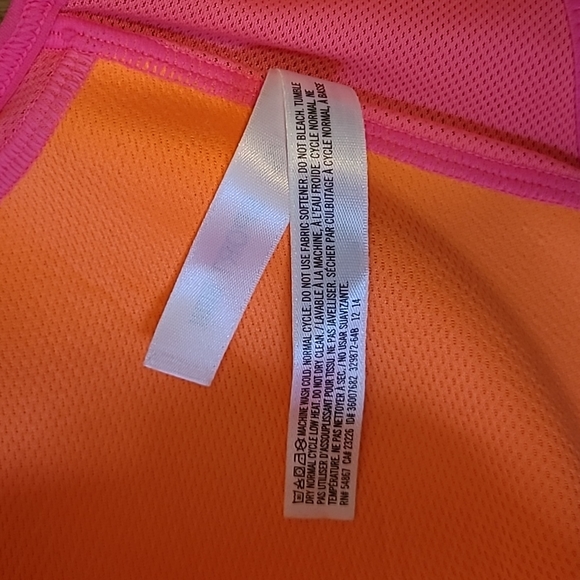 MACHINE WASH COLD. NORMAL CYCLE. DO NOT USE FABRIC SOFTENER. DO NOT BLEACH. TUMBLE
DRY NORMAL CYCLE LOW HEAT. DO NOT DRY CLEAN. / LAVABLE À LA MACHINE, À L'EAU FROIDE. CYCLE NORMAL. NE
PAS UTILISER D'ASSOUPLISSANT POUR TISSU. NE PAS JAVELLISER. SÉCHER PAR CULBUTAGE À CYCLE NORMAL, À BASSE
TEMPÉRATURE. NE PAS NETTOYER À SEC. / NO USAR SUAVIZANTE.
RN# 54867 CA# 23226 ID# 36007682 329872-64B 12 14